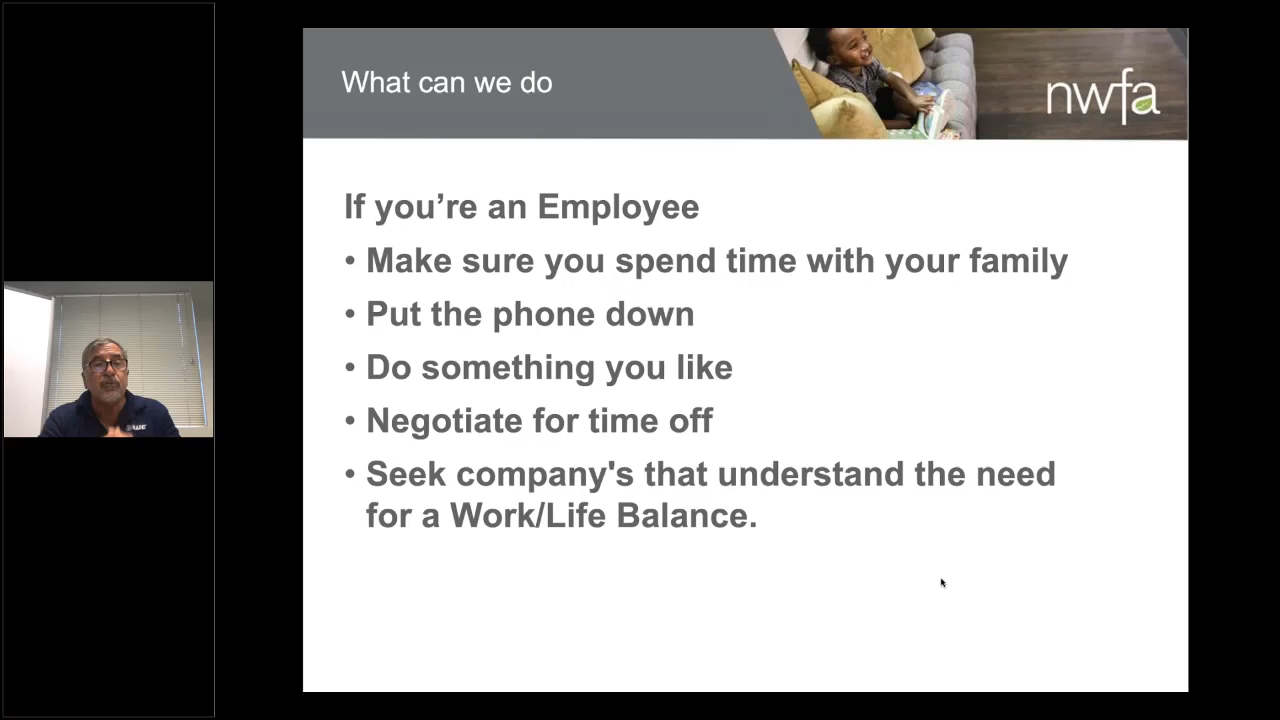 What can we do
nwfa
If you’re an Employee
• Make sure you spend time with your family
• Put the phone down
• Do something you like
• Negotiate for time off
• Seek company's that understand the need
for a Work/Life Balance.